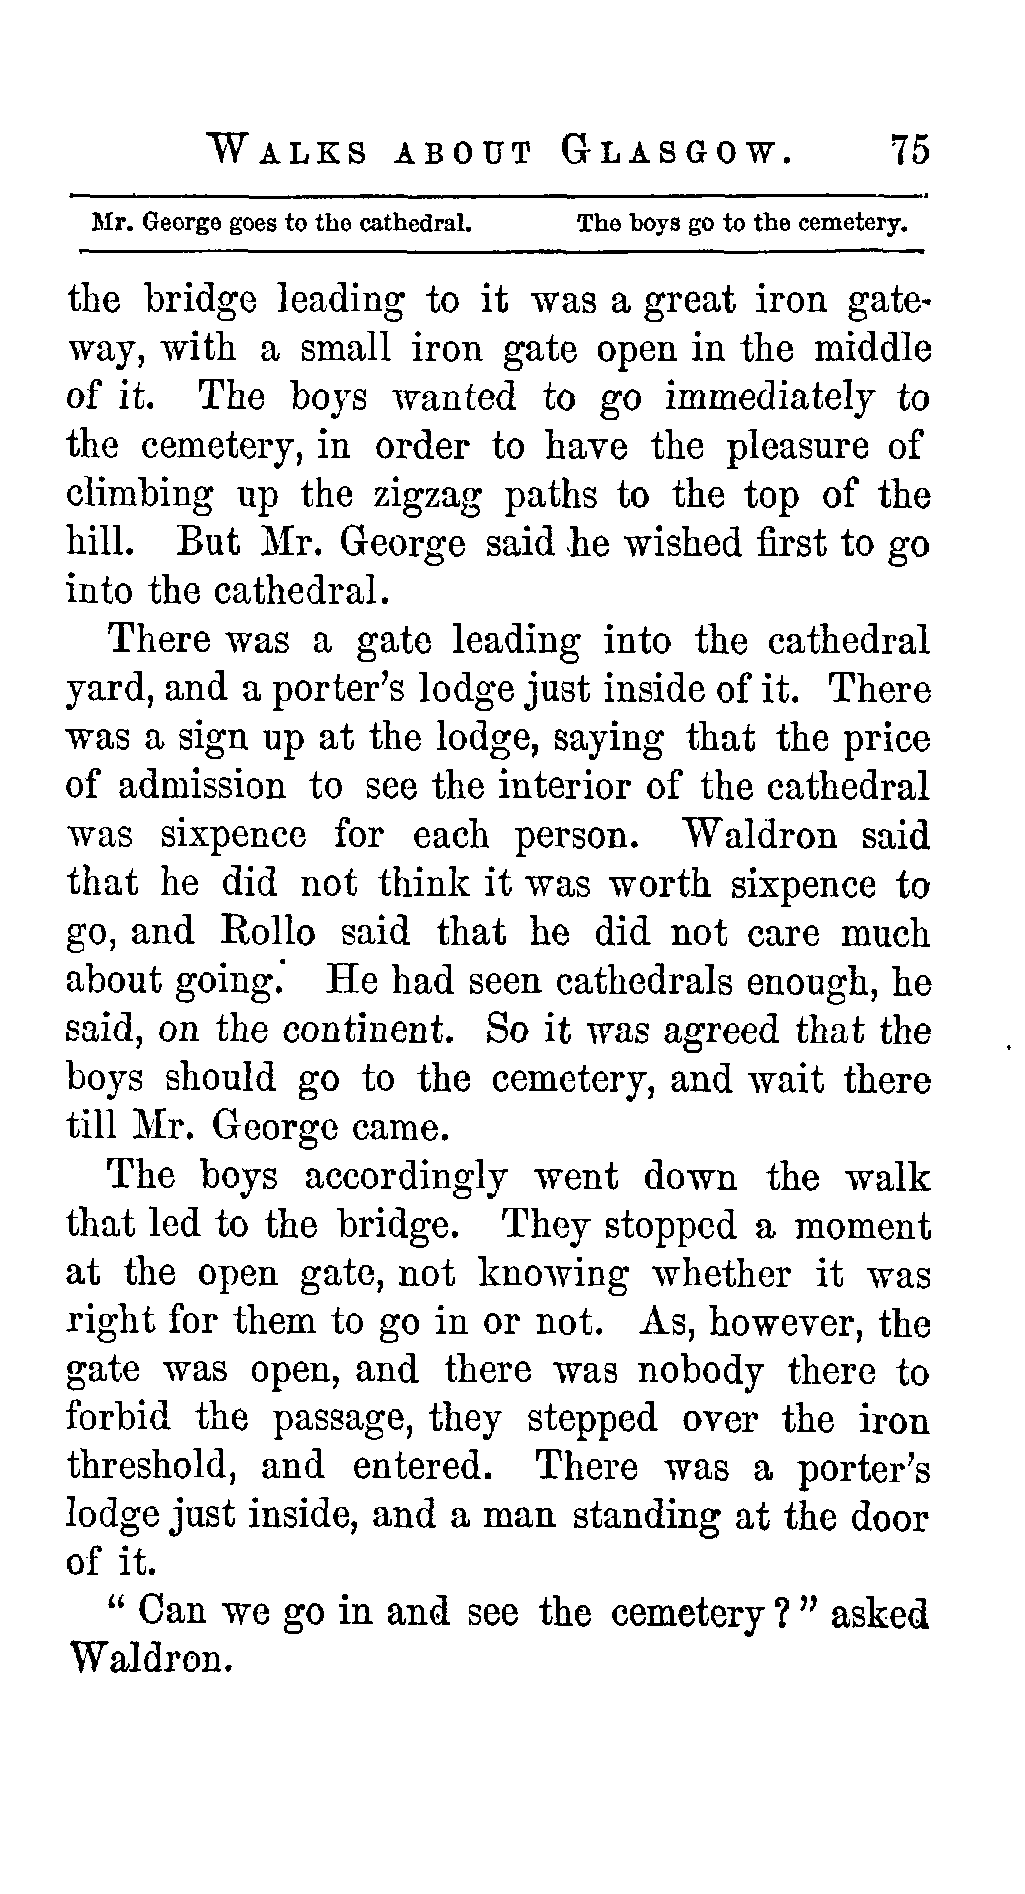 WALKS ABOUT GLASGOW. 75
Mr. George goes to the cathedral. The boys go to the cemetery.
the bridge leading to it was a great iron gate-
way, with a small iron gate open in the middle
of it. The boys wanted to go immediately to
the cemetery, in order to have the pleasure of
climbing up the zigzag paths to the top of the
hill. But Mr. George said he wished first to go
into the cathedral.
There was a gate leading into the cathedral
yard, and a porter's lodge just inside of it. There
was a sign up at the lodge, saying that the price
of admission to see the interior of the cathedral
was sixpence for each person. Waldron said
that he did not think it was worth sixpence to
go, and Rollo said that he did not care much
about going. He had seen cathedrals enough, he
said, on the continent. So it was agreed that the
boys should go to the cemetery, and wait there
till Mr. George came.
The boys accordingly went down the walk
that led to the bridge. They stopped a moment
at the open gate, not knowing whether it was
right for them to go in or not. As, however, the
gate was open, and there was nobody there to
forbid the passage, they stepped over the iron
threshold, and entered. There was a porter's
lodge just inside, and a man standing at the door
of it.
"Can we go in and see the cemetery?" asked
Waldron.